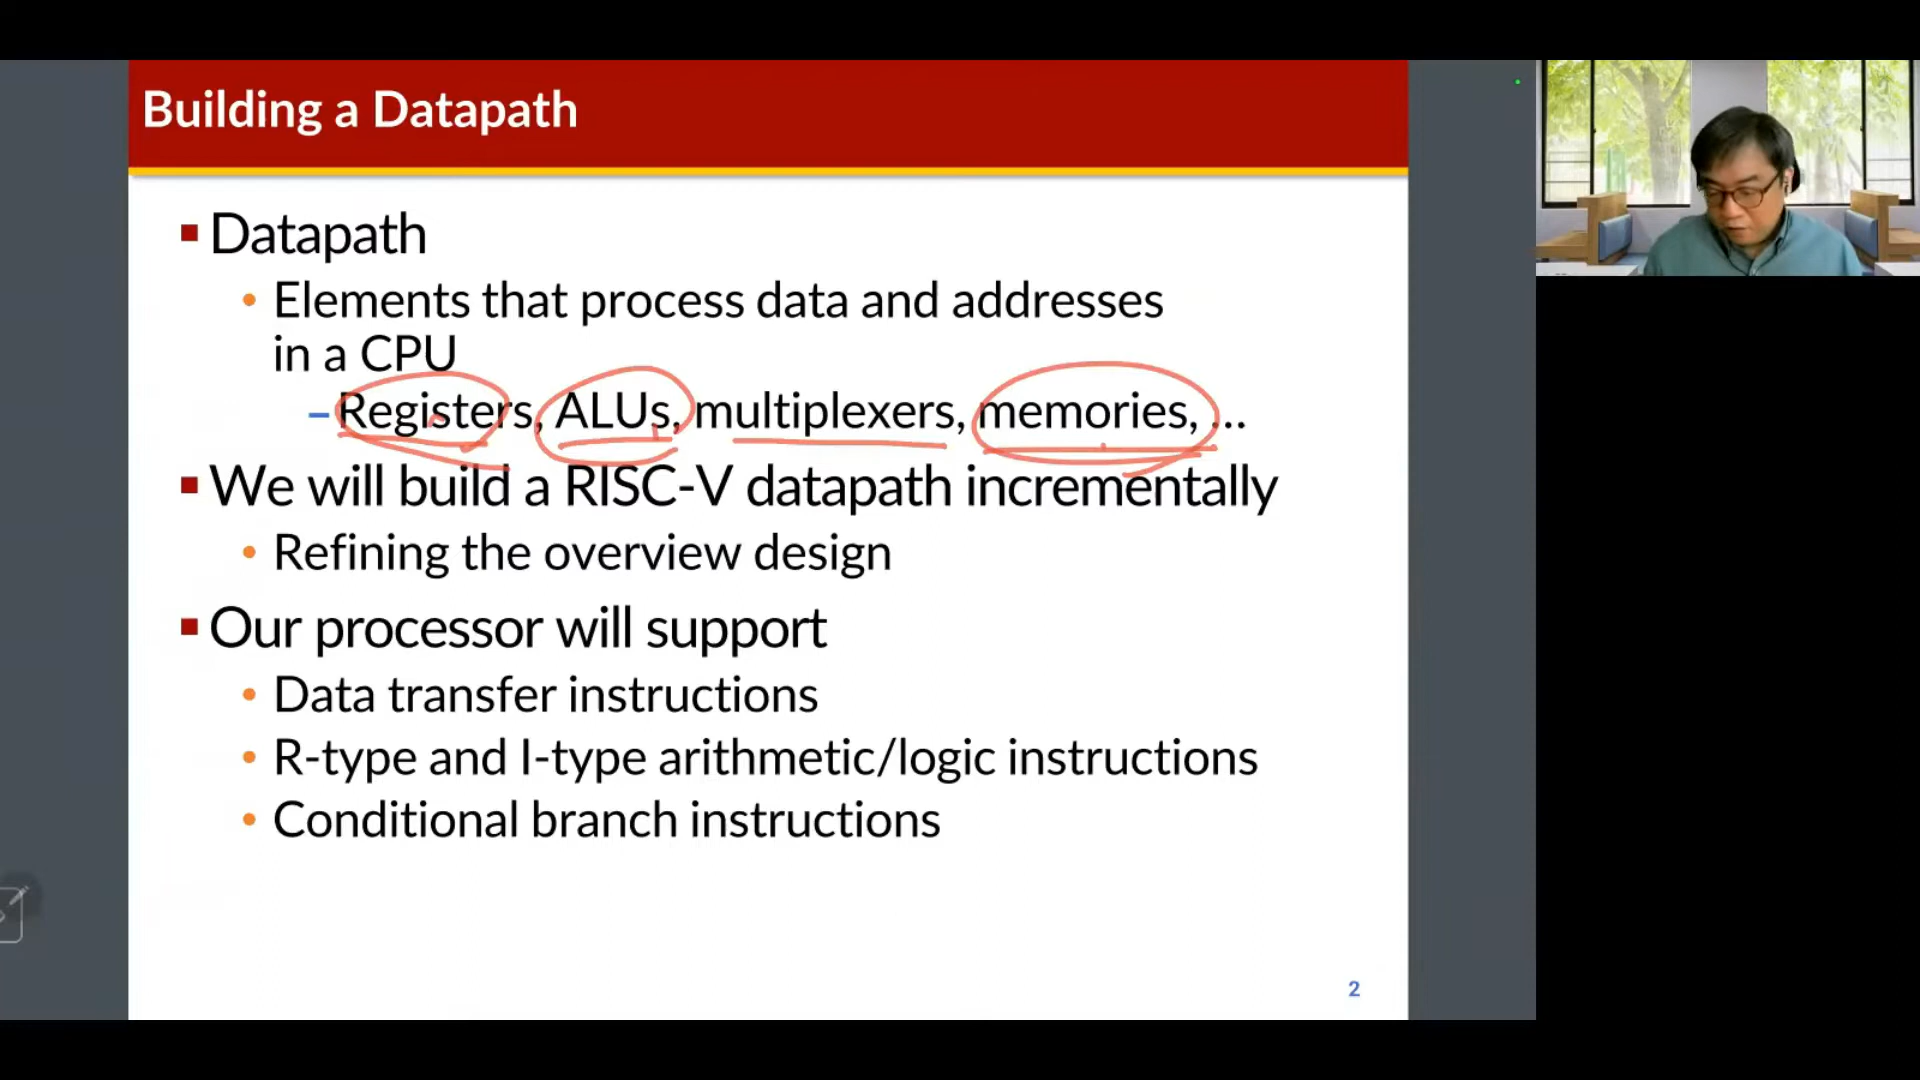 Building a Datapath
Datapath
Elements that process data and addresses
in a CPU
–Registers, ALUs, multiplexers, memories, ...
We will build a RISC-V datapath incrementally
Refining the overview design
Our processor will support
Data transfer instructions
R-type and I-type arithmetic/logic instructions
Conditional branch instructions
2